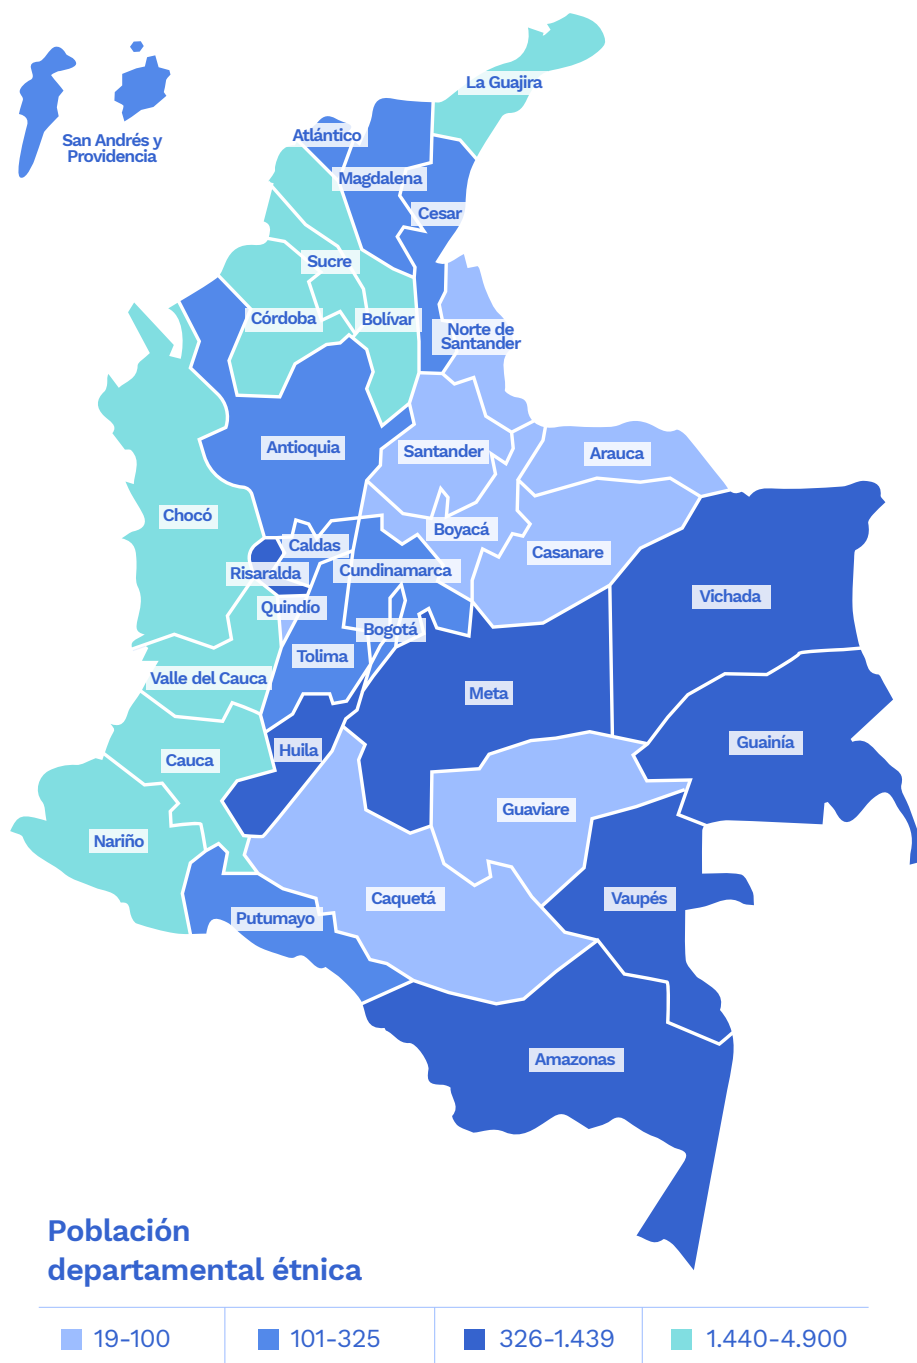 La Guajira
San Andrés y
Providencia
Atlántico
Magdalena
Cesar
Sucre
Córdoba
Bolívar
Norte de
Santander
Antioquia
Santander
Arauca
Chocó
Boyacá
Caldas
Casanare
Risaralda
Cundinamarca
Vichada
Quindío
Bogotá
Tolima
Valle del Cauca
Meta
Huila
Guainía
Cauca
Guaviare
Nariño
Caquetá
Vaupés
Putumayo
Amazonas
Población
departamental étnica
19-100
101-325
326-1.439
1.440-4.900